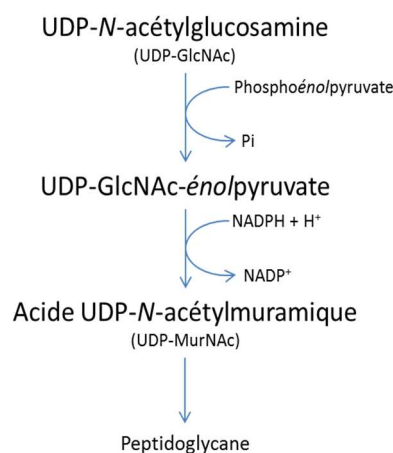 UDP-N-acétylglucosamine
(UDP-GlcNAc)
Phosphoénolpyruvate
Pi
UDP-GlcNAc-énolpyruvate
NADPH + H⁺
NADP⁺
Acide UDP-N-acétylmuramique
(UDP-MurNAc)
Peptidoglycane